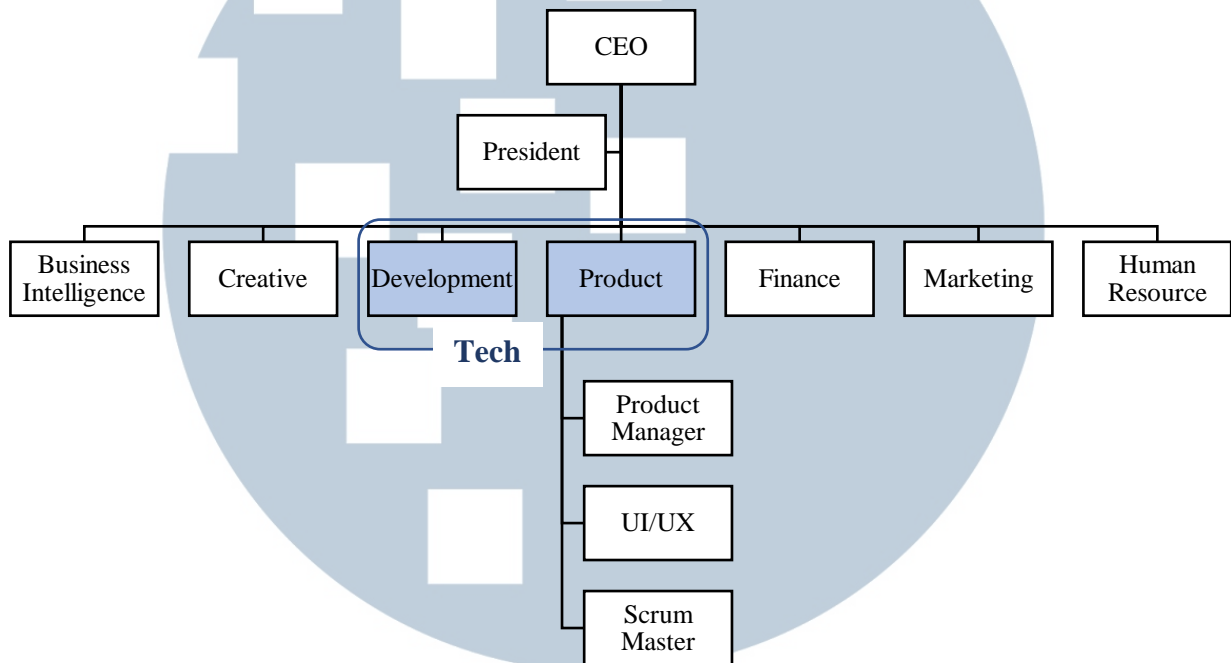 CEO
President
Business
Intelligence
Creative
Development
Product
Finance
Marketing
Human
Resource
Tech
Product
Manager
UI/UX
Scrum
Master